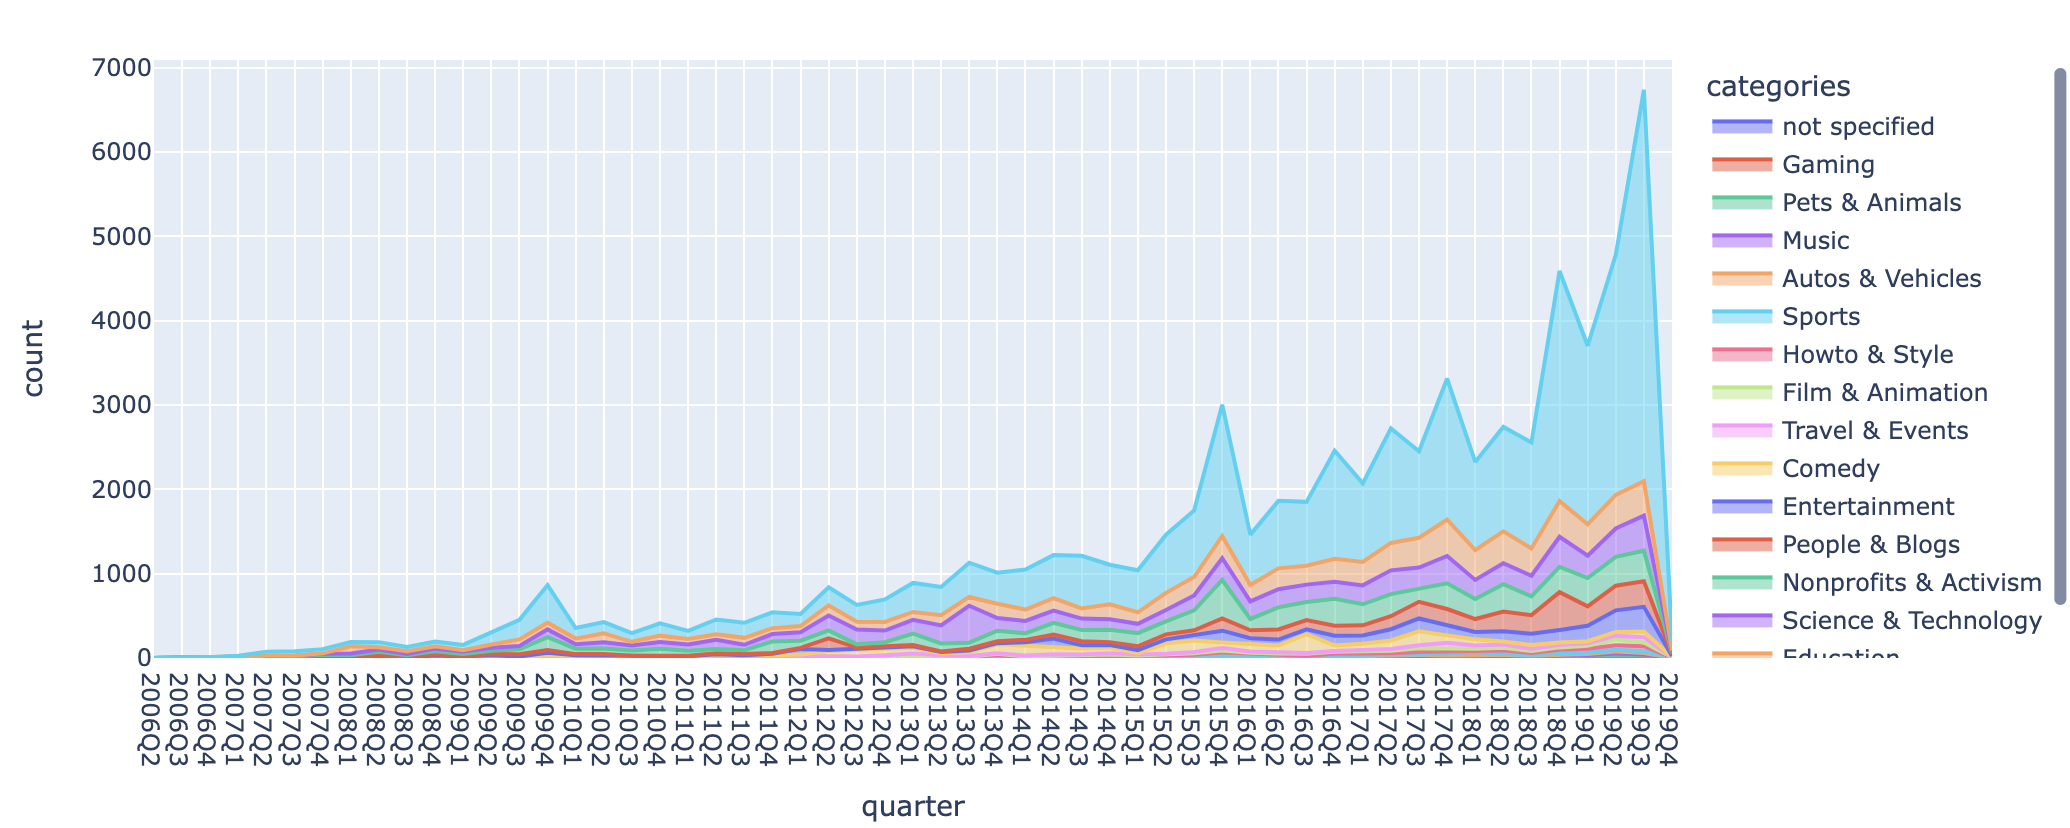 7000
6000
5000
4000
3000
2000
1000
0
count
2006Q2
2006Q3
2006Q4
2007Q1
2007Q2
2007Q3
2007Q4
2008Q1
2008Q2
2008Q3
2008Q4
2009Q1
2009Q2
2009Q3
2009Q4
2010Q1
2010Q2
2010Q3
2010Q4
2011Q1
2011Q2
2011Q3
2011Q4
2012Q1
2012Q2
2012Q3
2012Q4
2013Q1
2013Q2
2013Q3
2013Q4
2014Q1
2014Q2
2014Q3
2014Q4
2015Q1
2015Q2
2015Q3
2015Q4
2016Q1
2016Q2
2016Q3
2016Q4
2017Q1
2017Q2
2017Q3
2017Q4
2018Q1
2018Q2
2018Q3
2018Q4
2019Q1
2019Q2
2019Q3
2019Q4
quarter
categories
not specified
Gaming
Pets & Animals
Music
Autos & Vehicles
Sports
Howto & Style
Film & Animation
Travel & Events
Comedy
Entertainment
People & Blogs
Nonprofits & Activism
Science & Technology
Education